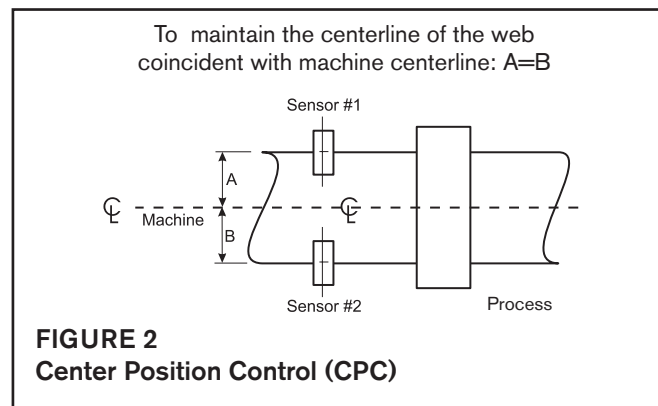 To maintain the centerline of the web
coincident with machine centerline: A=B
Sensor #1
A
℄ Machine ℄
B
Sensor #2
Process
FIGURE 2
Center Position Control (CPC)